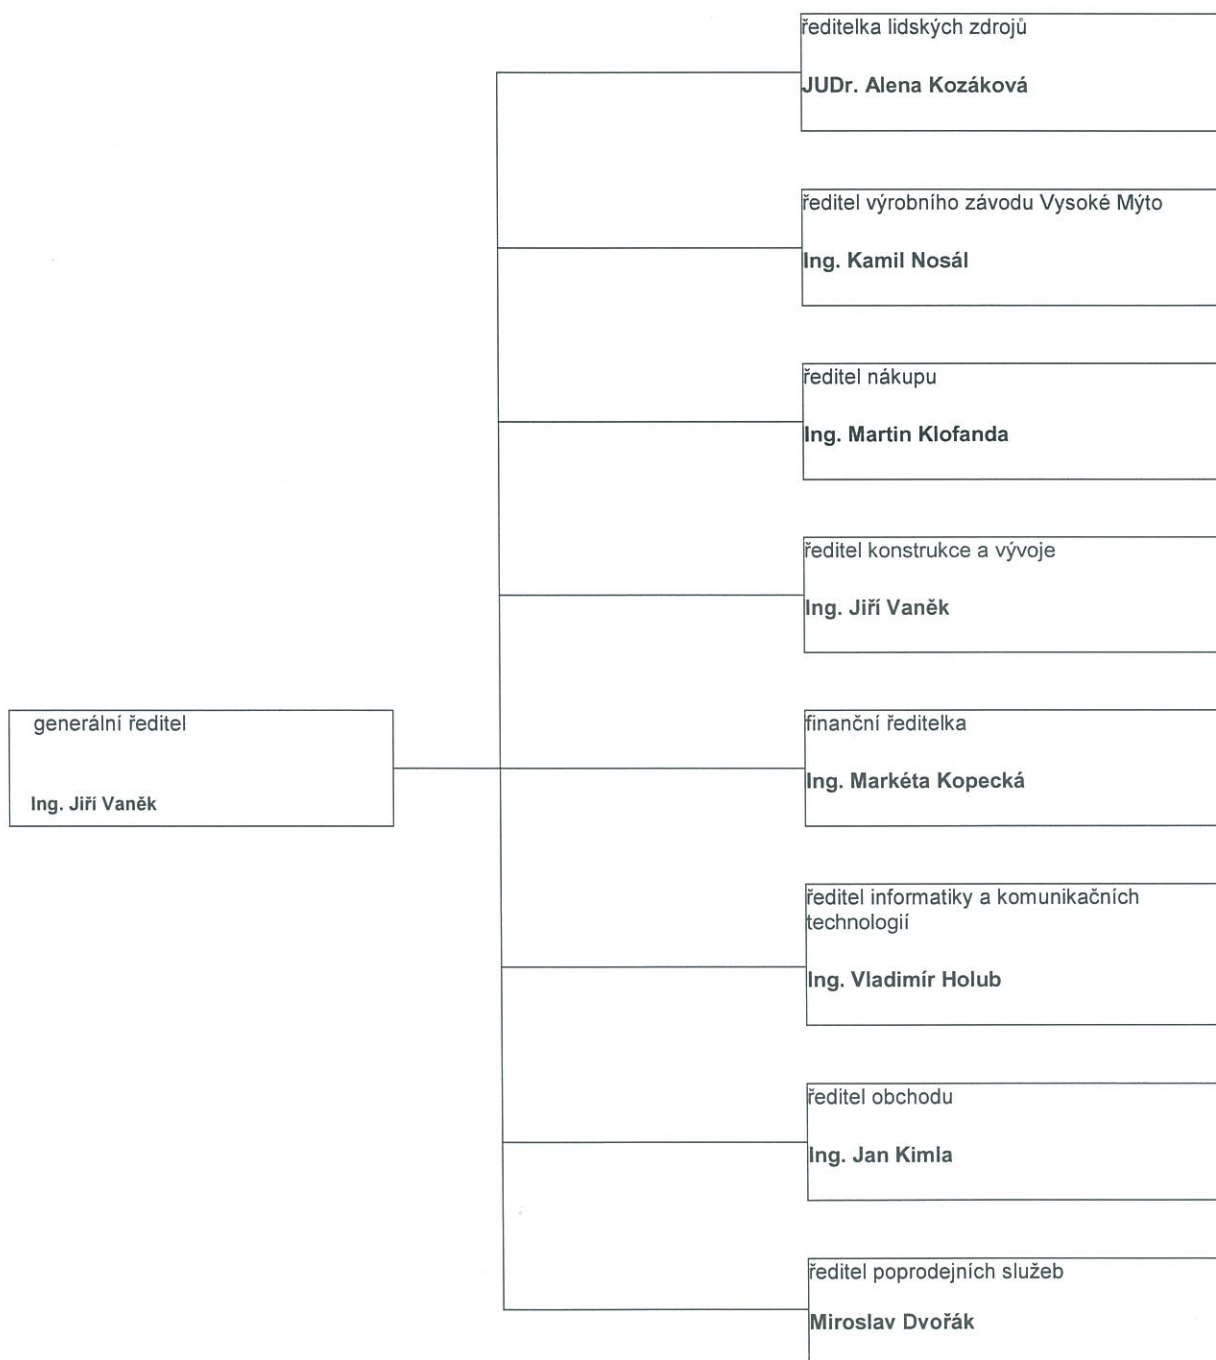 ředitelka lidských zdrojů
JUDr. Alena Kozáková
ředitel výrobního závodu Vysoké Mýto
Ing. Kamil Nosál
ředitel nákupu
Ing. Martin Klofanda
ředitel konstrukce a vývoje
Ing. Jiří Vaněk
generální ředitel
Ing. Jiří Vaněk
finanční ředitelka
Ing. Markéta Kopecká
ředitel informatiky a komunikačních
technologií
Ing. Vladimír Holub
ředitel obchodu
Ing. Jan Kimla
ředitel poprodejních služeb
Miroslav Dvořák